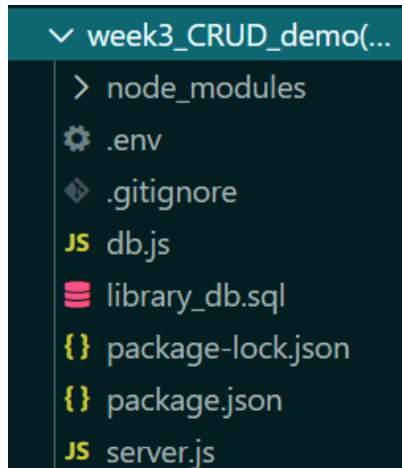 week3_CRUD_demo(...
node_modules
.env
.gitignore
JS db.js
library_db.sql
{} package-lock.json
{} package.json
JS server.js